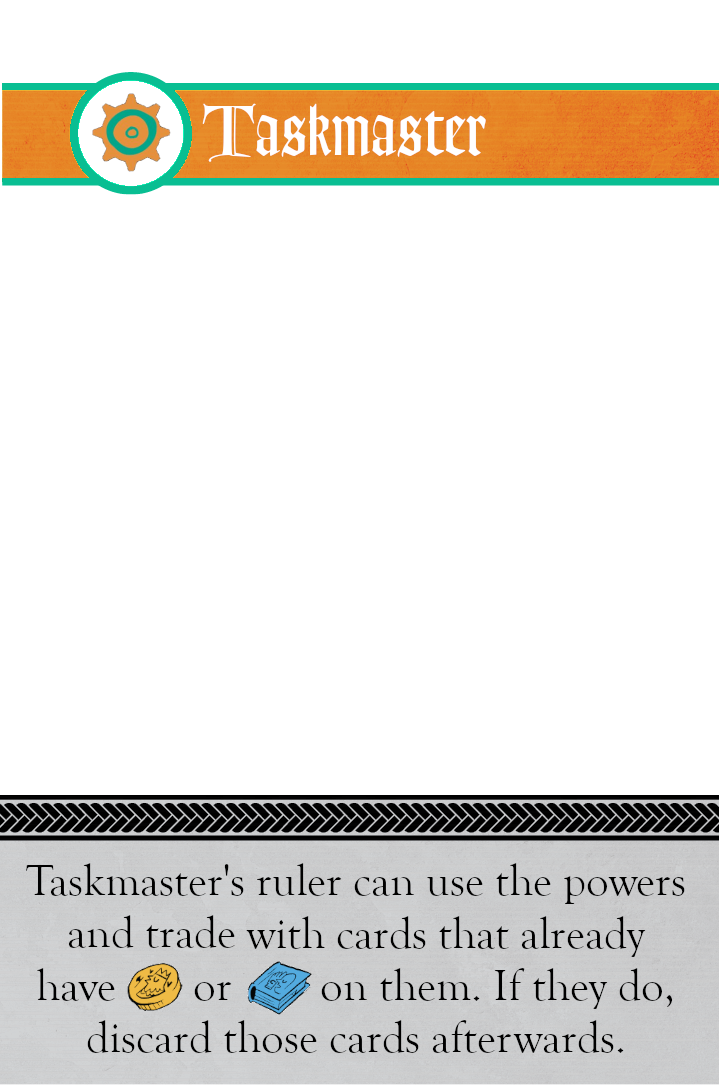 Taskmaster
Taskmaster's ruler can use the powers
and trade with cards that already
have or on them. If they do,
discard those cards afterwards.